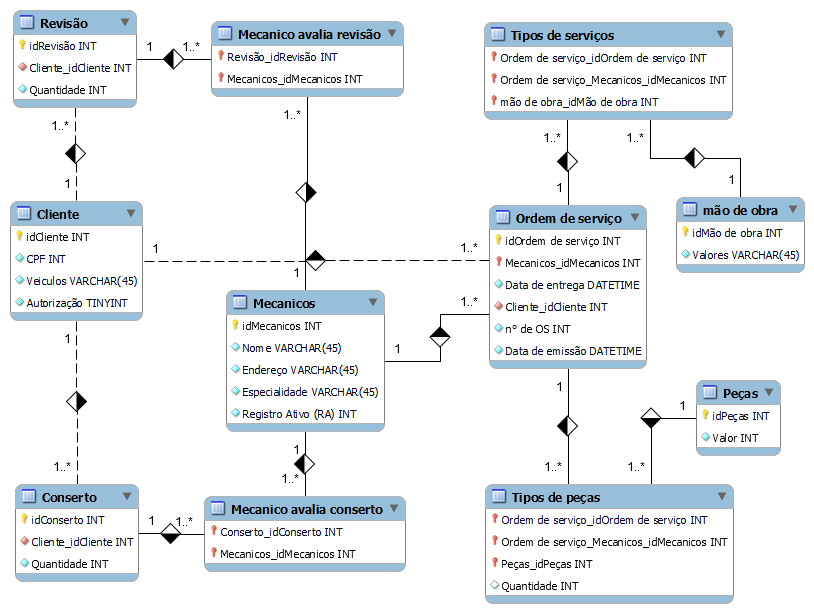 Revisão
idRevisão INT
Cliente_idCliente INT
Quantidade INT
1
1..*
Mecanico avalia revisão
Revisão_idRevisão INT
Mecanicos_idMecanicos INT
Tipos de serviços
Ordem de serviço_idOrdem de serviço INT
Ordem de serviço_Mecanicos_idMecanicos INT
mão de obra_idMão de obra INT
1..*
1
1..*
1
1..*
1
1..*
1
mão de obra
idMão de obra INT
Valores VARCHAR(45)
Cliente
idCliente INT
CPF INT
Veiculos VARCHAR(45)
Autorização TINYINT
1
1..*
Ordem de serviço
idOrdem de serviço INT
Mecanicos_idMecanicos INT
Data de entrega DATETIME
Cliente_idCliente INT
nº de OS INT
Data de emissão DATETIME
Mecanicos
idMecanicos INT
Nome VARCHAR(45)
Endereço VARCHAR(45)
Especialidade VARCHAR(45)
Registro Ativo (RA) INT
1
1..*
1
1..*
1
1..*
1
1..*
Peças
idPeças INT
Valor INT
1
1..*
Conserto
idConserto INT
Cliente_idCliente INT
Quantidade INT
1
1..*
Mecanico avalia conserto
Conserto_idConserto INT
Mecanicos_idMecanicos INT
Tipos de peças
Ordem de serviço_idOrdem de serviço INT
Ordem de serviço_Mecanicos_idMecanicos INT
Peças_idPeças INT
Quantidade INT